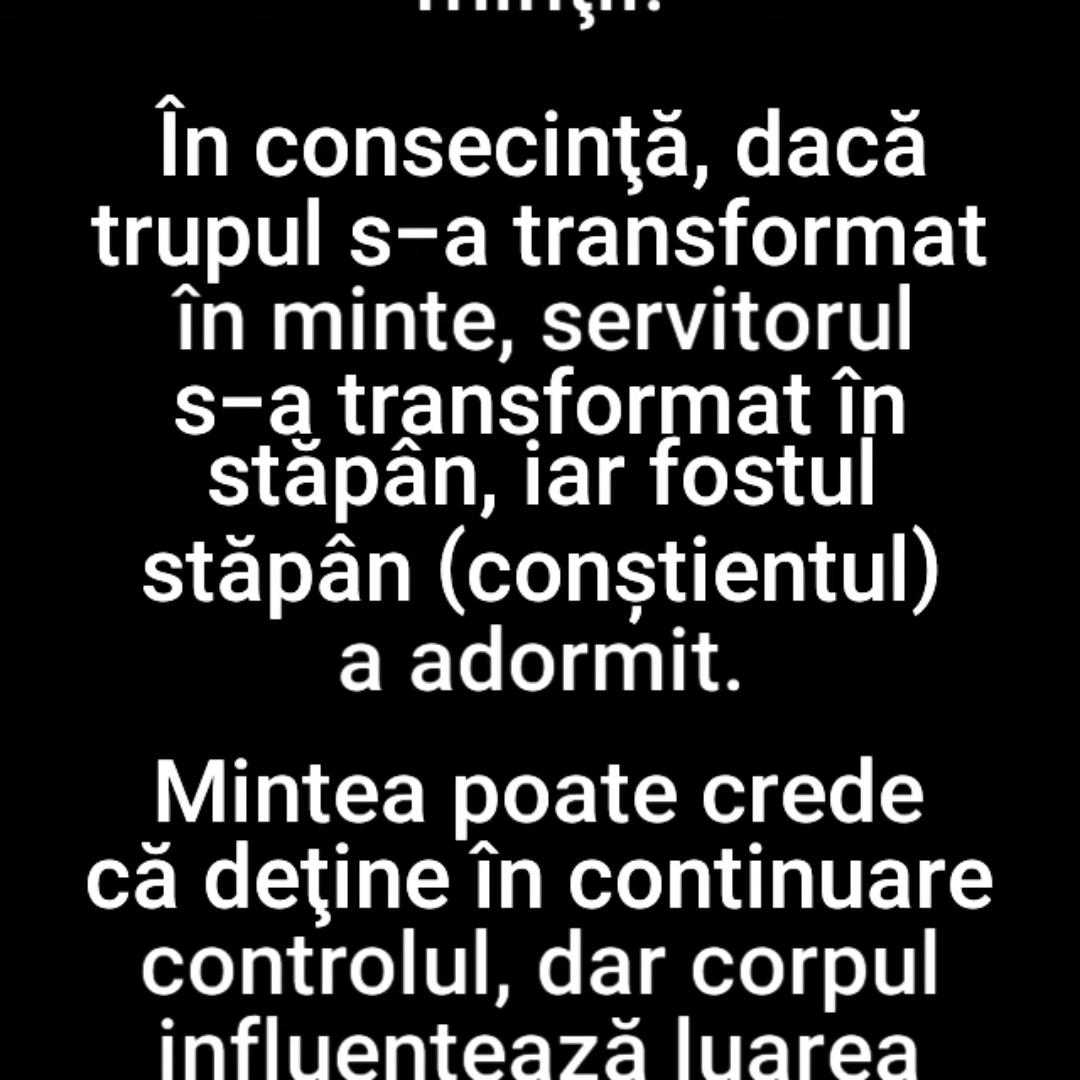 În consecinţă, dacă
trupul s-a transformat
în minte, servitorul
s-a transformat în
stăpân, iar fostul
stăpân (conștientul)
a adormit.
Mintea poate crede
că deţine în continuare
controlul, dar corpul
influentează luarea